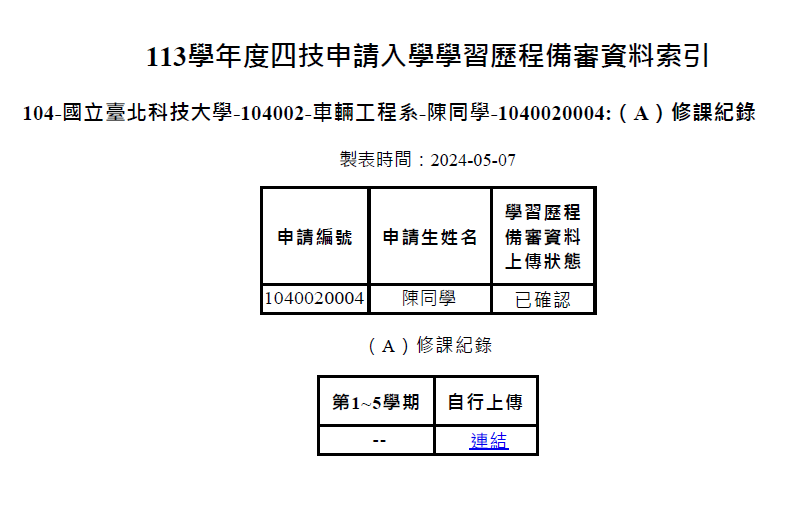 113學年度四技申請入學學習歷程備審資料索引
104-國立臺北科技大學-104002-車輛工程系-陳同學-1040020004:（A）修課紀錄
製表時間：2024-05-07
申請編號 申請生姓名 學習歷程
備審資料
上傳狀態
1040020004 陳同學 已確認
（A）修課紀錄
第1~5學期 自行上傳
-- 連結